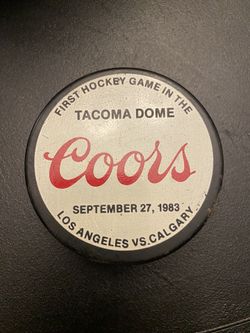 FIRST HOCKEY GAME IN THE
TACOMA DOME
Coors
SEPTEMBER 27, 1983
LOS ANGELES VS. CALGARY